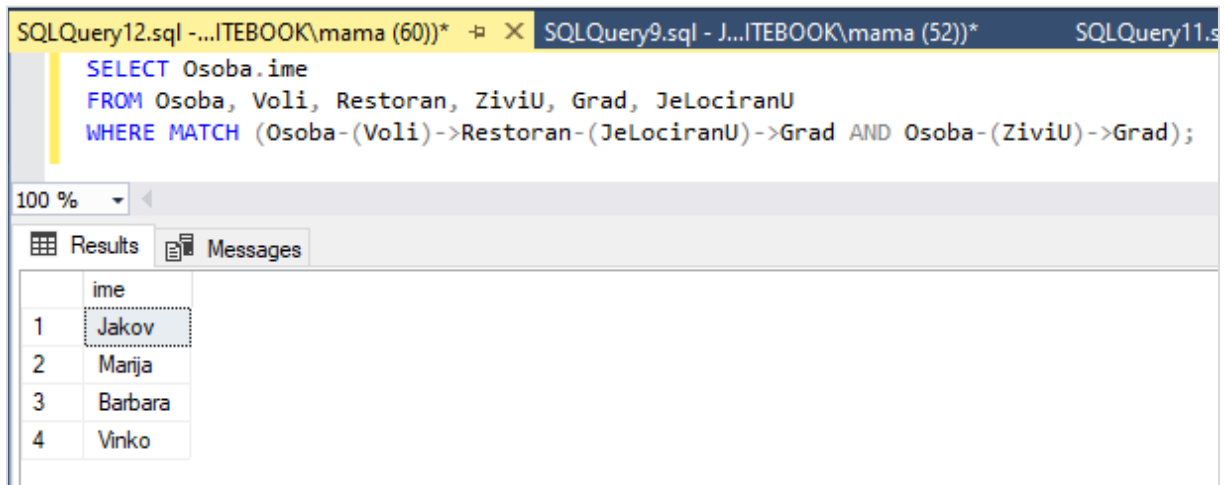 SQLQuery12.sql -...ITEBOOK\mama (60))* SQLQuery9.sql - J...ITEBOOK\mama (52))* SQLQuery11.s
SELECT Osoba.ime
FROM Osoba, Voli, Restoran, ZiviU, Grad, JeLociranU
WHERE MATCH (Osoba-(Voli)->Restoran-(JeLociranU)->Grad AND Osoba-(ZiviU)->Grad);
100 %
Results Messages
ime
1 Jakov
2 Marija
3 Barbara
4 Vinko